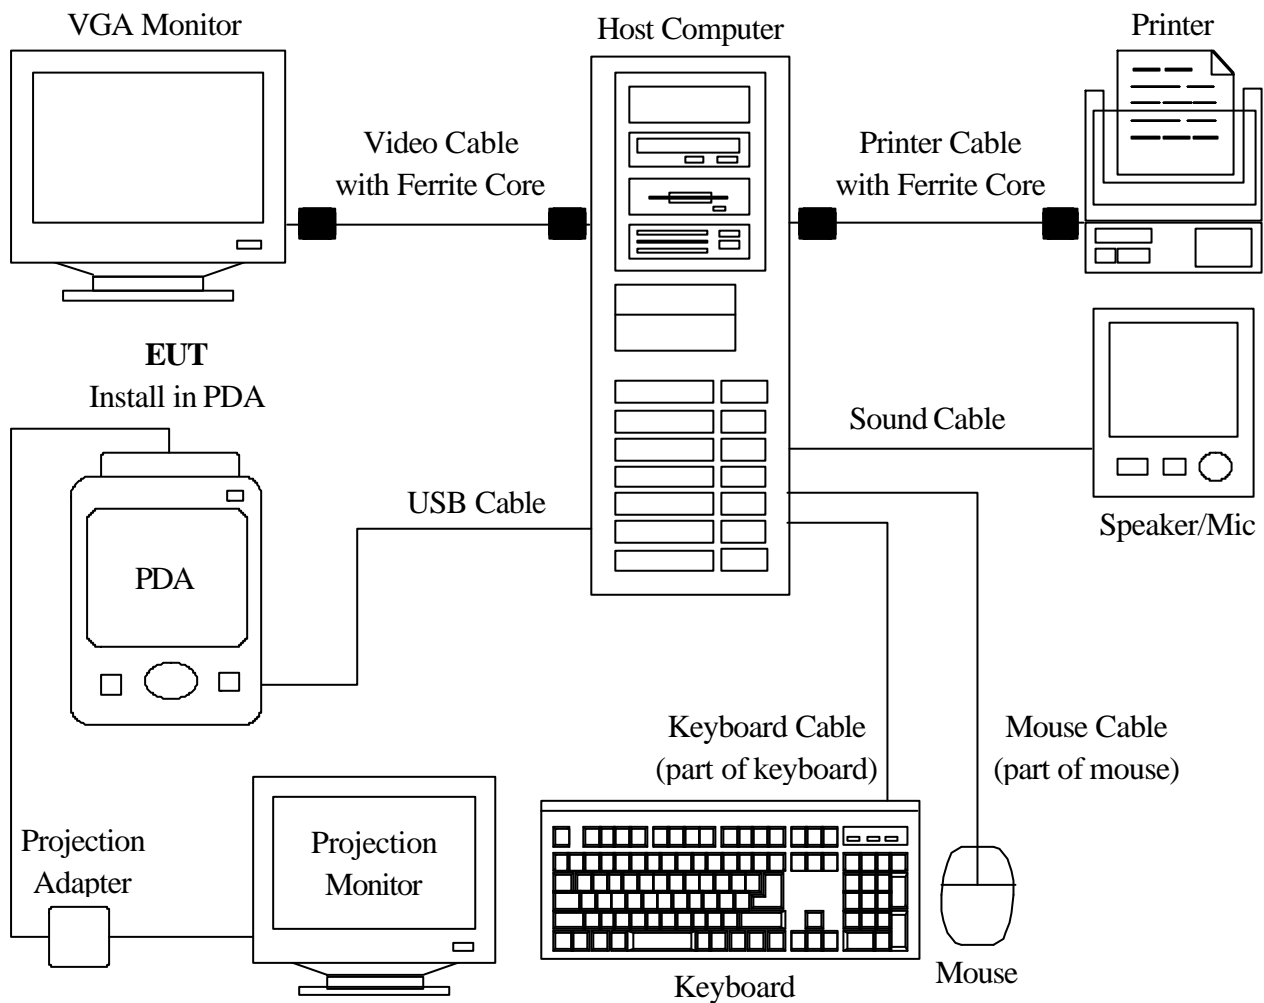 VGA Monitor
Host Computer
Printer
Video Cable
with Ferrite Core
Printer Cable
with Ferrite Core
EUT
Install in PDA
Sound Cable
USB Cable
Speaker/Mic
PDA
Keyboard Cable
(part of keyboard)
Mouse Cable
(part of mouse)
Projection
Adapter
Projection
Monitor
Keyboard
Mouse